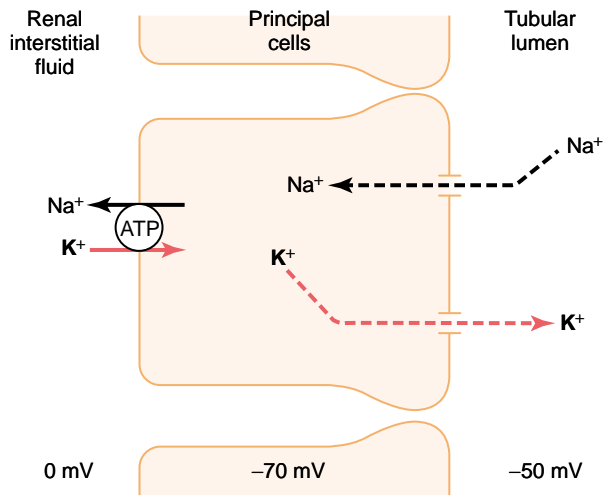 Renal
interstitial
fluid
Principal
cells
Tubular
lumen
Na⁺
Na⁺
Na⁺
ATP
K⁺
K⁺
K⁺
0 mV
–70 mV
–50 mV